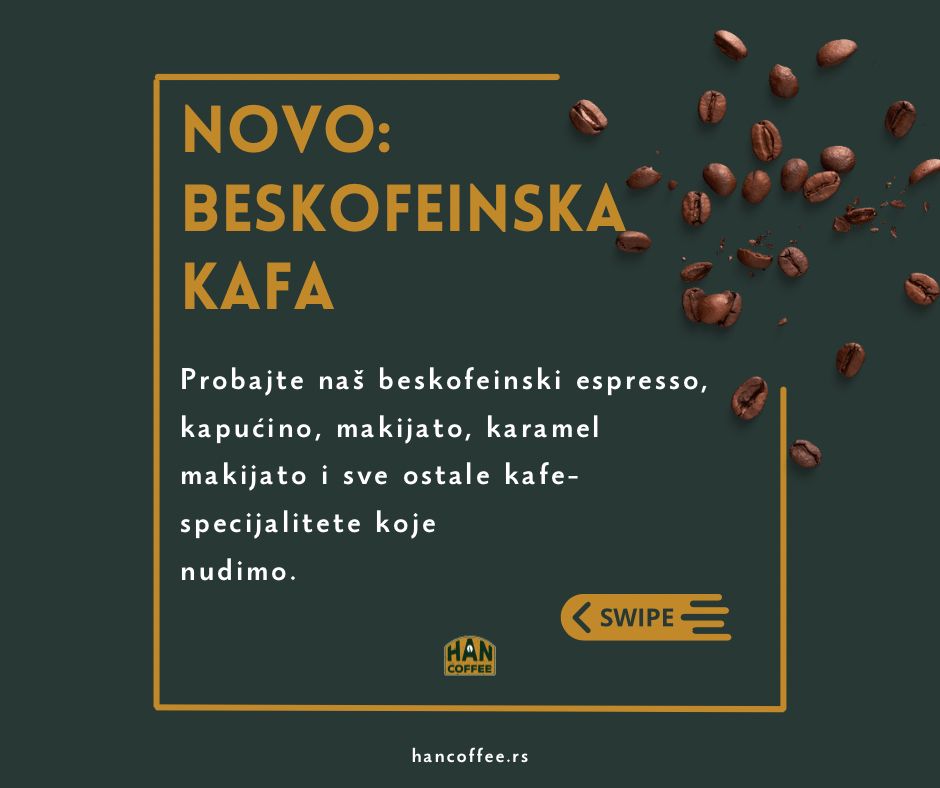 NOVO:
BESKOFEINSKA
KAFA
Probajte naš beskofeinski espresso,
kapućino, makijato, karamel
makijato i sve ostale kafe-
specijalitete koje
nudimo.
SWIPE
HAN
COFFEE
hancoffee.rs